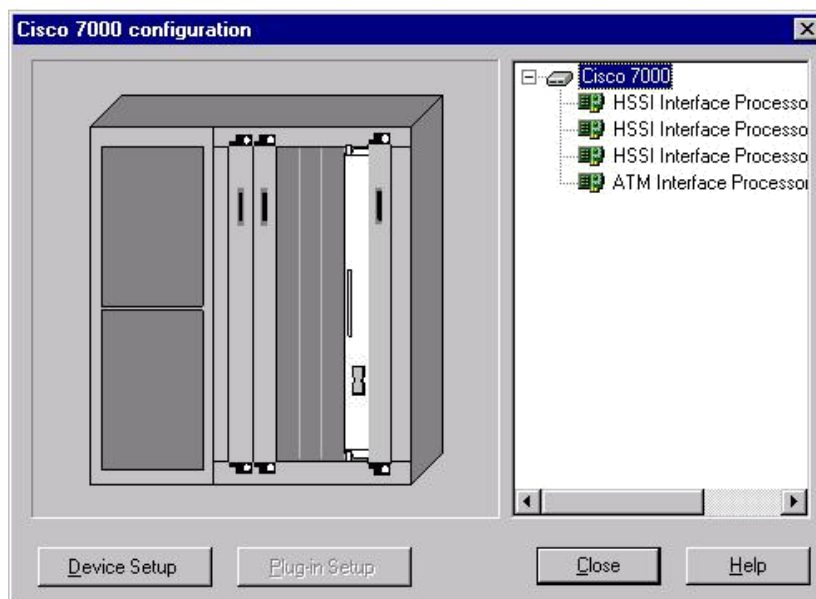 Cisco 7000 configuration
Cisco 7000
HSSI Interface Processo
HSSI Interface Processo
HSSI Interface Processo
ATM Interface Processor
Device Setup
Plug-in Setup
Close
Help